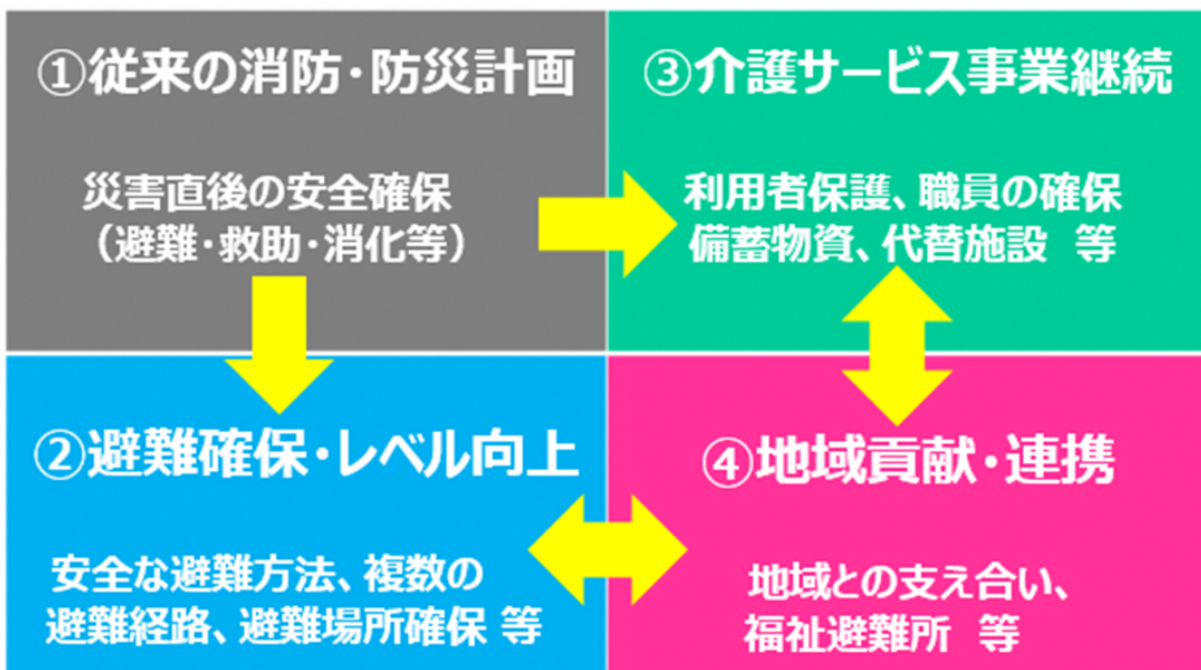 ①従来の消防・防災計画
災害直後の安全確保
（避難・救助・消化等）
③介護サービス事業継続
利用者保護、職員の確保
備蓄物資、代替施設 等
②避難確保・レベル向上
安全な避難方法、複数の
避難経路、避難場所確保 等
④地域貢献・連携
地域との支え合い、
福祉避難所 等